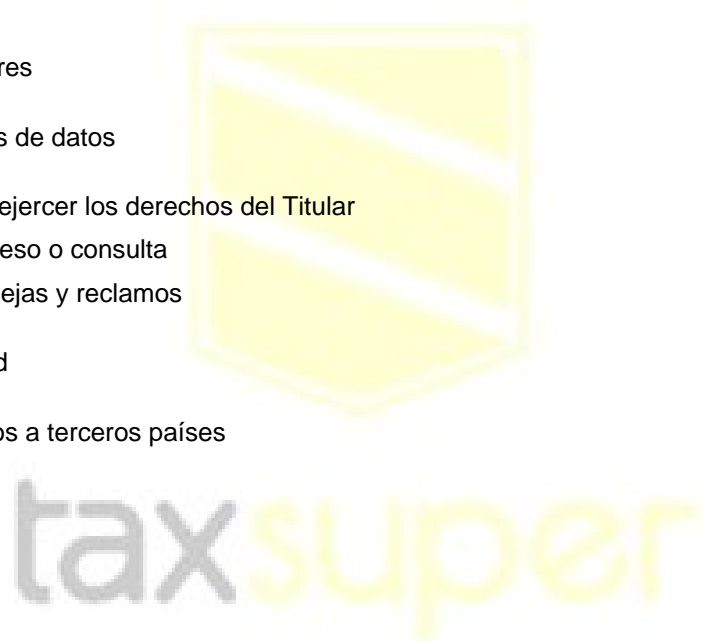 res
s de datos
ejercer los derechos del Titular
eso o consulta
ejas y reclamos
d
os a terceros países
taxsuper